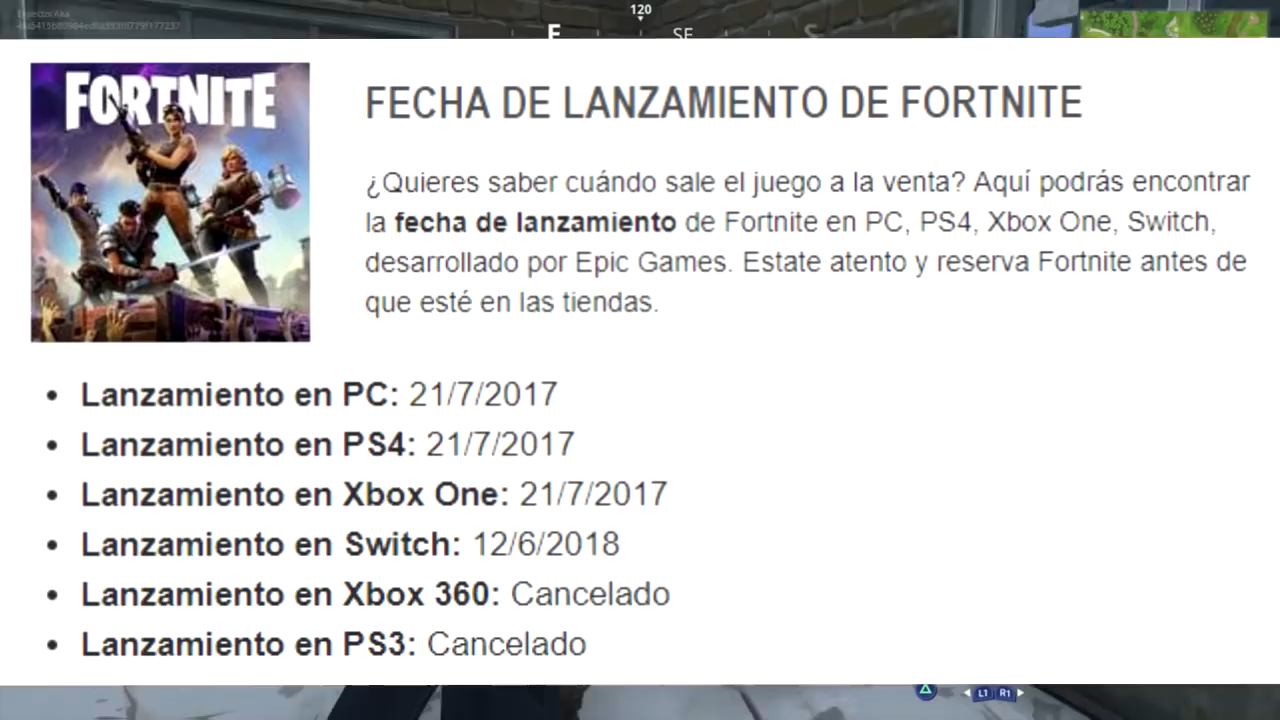 120
E
SE
S
FORTNITE
FECHA DE LANZAMIENTO DE FORTNITE
¿Quieres saber cuándo sale el juego a la venta? Aquí podrás encontrar
la fecha de lanzamiento de Fortnite en PC, PS4, Xbox One, Switch,
desarrollado por Epic Games. Estate atento y reserva Fortnite antes de
que esté en las tiendas.
• Lanzamiento en PC: 21/7/2017
• Lanzamiento en PS4: 21/7/2017
• Lanzamiento en Xbox One: 21/7/2017
• Lanzamiento en Switch: 12/6/2018
• Lanzamiento en Xbox 360: Cancelado
• Lanzamiento en PS3: Cancelado
L1 R1